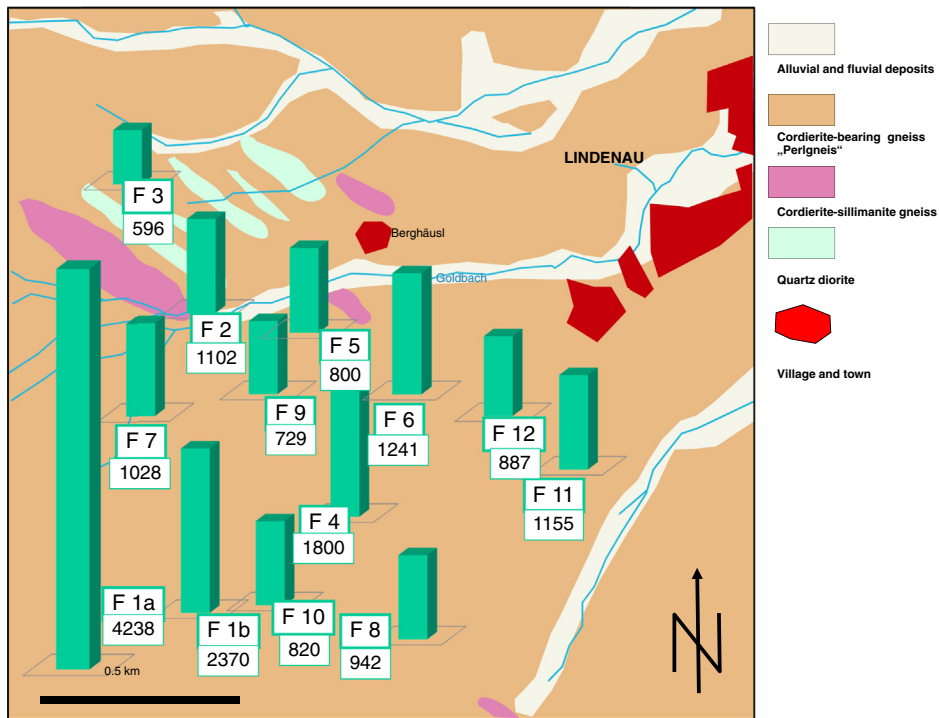 Alluvial and fluvial deposits
Cordierite-bearing gneiss
„Perlgneis“
Cordierite-sillimanite gneiss
Quartz diorite
Village and town
LINDENAU
Berghäusl
Goldbach
F 3
596
F 2
1102
F 5
800
F 9
729
F 6
1241
F 7
1028
F 12
887
F 11
1155
F 4
1800
F 1a
4238
F 1b
2370
F 10
820
F 8
942
0.5 km
N